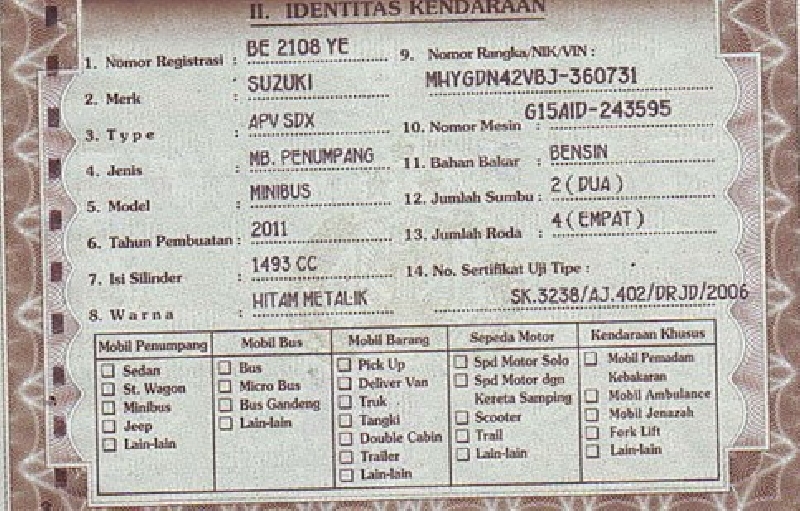 II. IDENTITAS KENDARAAN
1. Nomor Registrasi : BE 2108 YE
2. Merk : SUZUKI
3. Type : APV SDX
4. Jenis : MB. PENUMPANG
5. Model : MINIBUS
6. Tahun Pembuatan : 2011
7. Isi Silinder : 1493 CC
8. Warna : HITAM METALIK
9. Nomor Rangka/NIK/VIN :
MHYGDN42VBJ-360731
10. Nomor Mesin : G15AID-243595
11. Bahan Bakar : BENSIN
12. Jumlah Sumbu : 2 ( DUA )
13. Jumlah Roda : 4 ( EMPAT )
14. No. Sertifikat Uji Tipe :
SK.3238/AJ.402/DRJD/2006
Mobil Penumpang
Sedan
St. Wagon
Minibus
Jeep
Lain-lain
Mobil Bus
Bus
Micro Bus
Bus Gandeng
Lain-lain
Mobil Barang
Pick Up
Deliver Van
Truk
Tangki
Double Cabin
Trailer
Lain-lain
Sepeda Motor
Spd Motor Solo
Spd Motor dgn
Kereta Samping
Scooter
Trail
Lain-lain
Kendaraan Khusus
Mobil Pemadam
Kebakaran
Mobil Ambulance
Mobil Jenazah
Fork Lift
Lain-lain